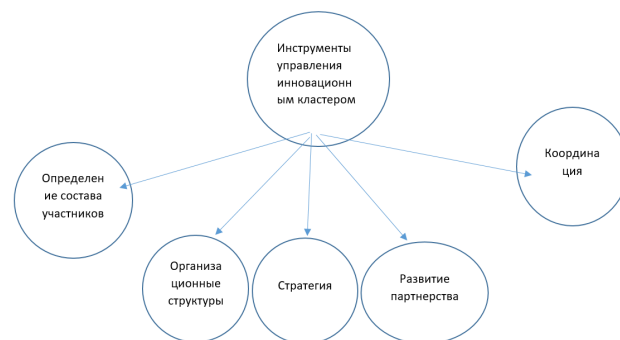 Инструменты
управления
инновационн
ым кластером
Определен
ие состава
участников
Организа
ционные
структуры
Стратегия
Развитие
партнерства
Координа
ция